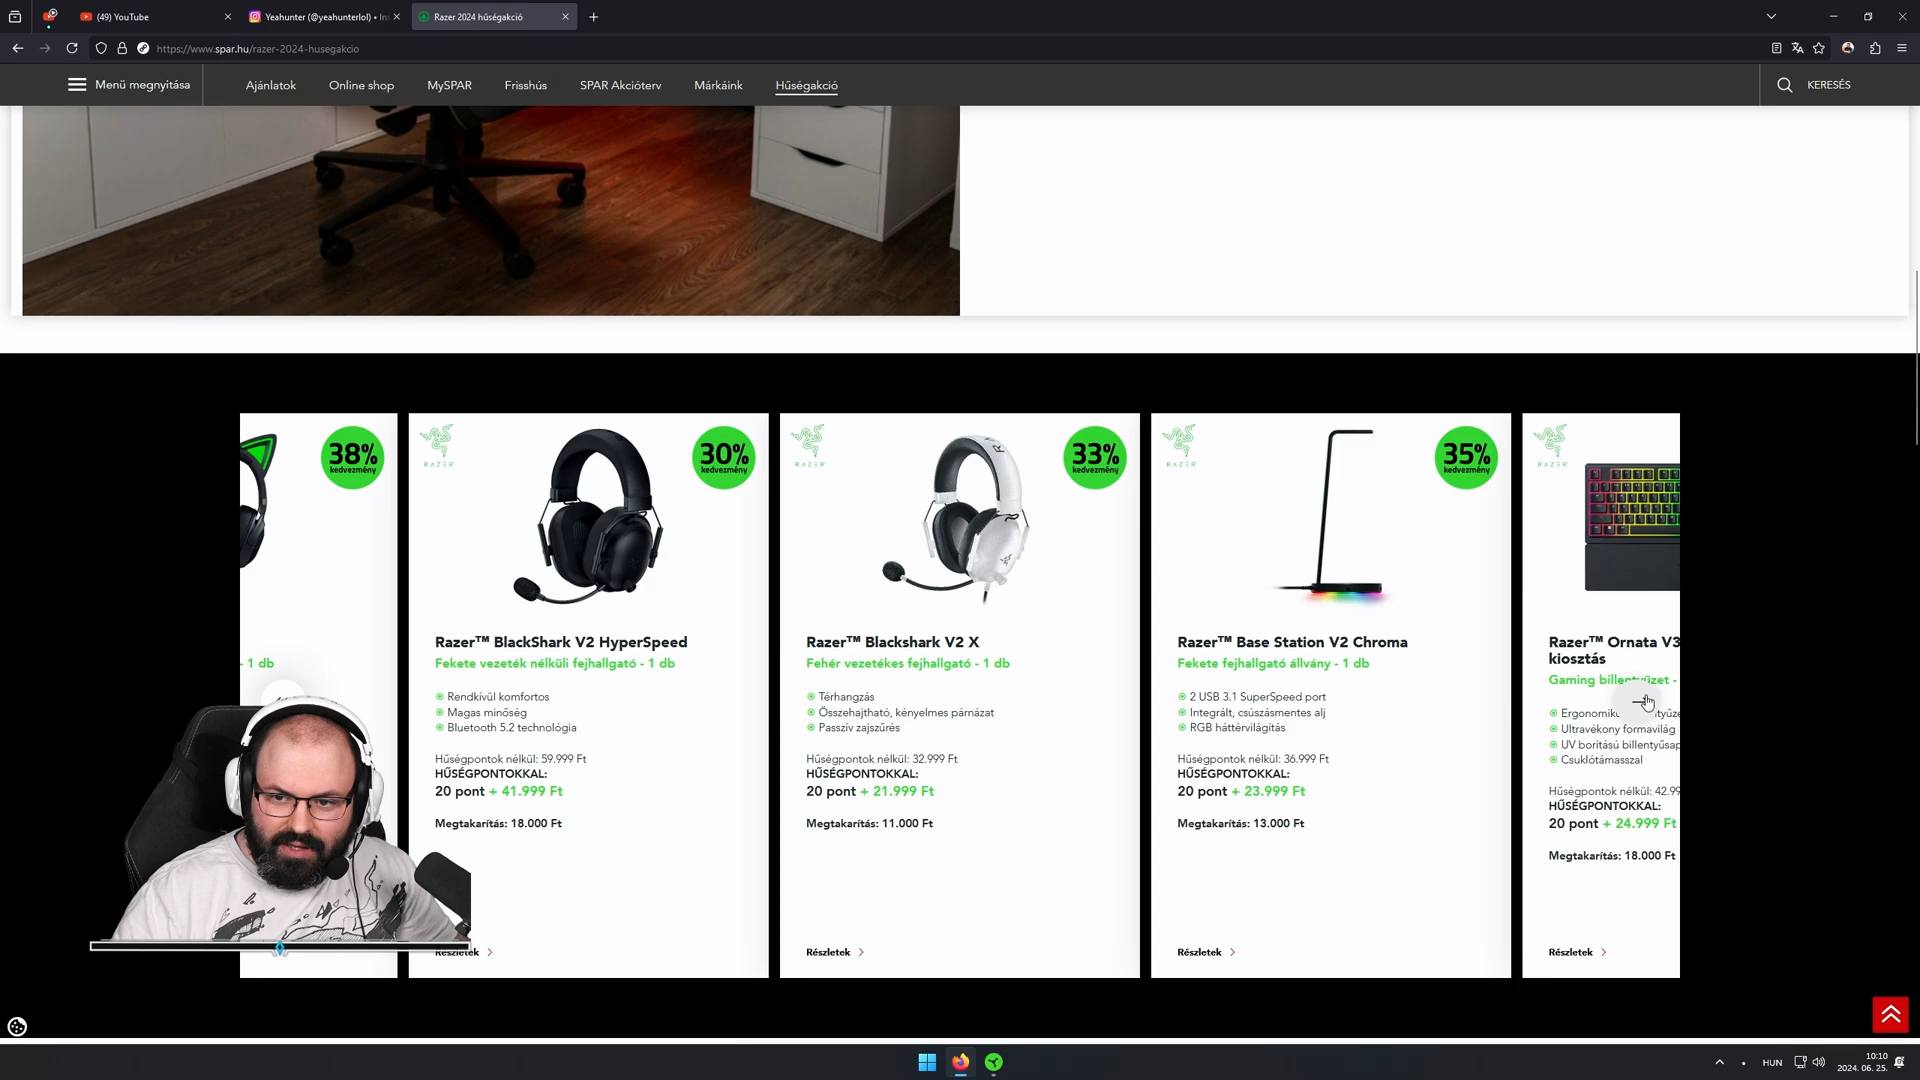 (49) YouTube
Yeahunter (@yeahunterlol) • In
Razer 2024 hűségakció
https://www.spar.hu/razer-2024-husegakcio
Menü megnyitása
Ajánlatok
Online shop
MySPAR
Frisshús
SPAR Akcióterv
Márkáink
Hűségakció
KERESÉS
38%
kedvezmény
- 1 db
RAZER
30%
kedvezmény
Razer™ BlackShark V2 HyperSpeed
Fekete vezeték nélküli fejhallgató - 1 db
Rendkívül komfortos
Magas minőség
Bluetooth 5.2 technológia
Hűségpontok nélkül: 59.999 Ft
HŰSÉGPONTOKKAL:
20 pont + 41.999 Ft
Megtakarítás: 18.000 Ft
Részletek
RAZER
33%
kedvezmény
Razer™ Blackshark V2 X
Fehér vezetékes fejhallgató - 1 db
Térhangzás
Összehajtható, kényelmes párnázat
Passzív zajszűrés
Hűségpontok nélkül: 32.999 Ft
HŰSÉGPONTOKKAL:
20 pont + 21.999 Ft
Megtakarítás: 11.000 Ft
Részletek
RAZER
35%
kedvezmény
Razer™ Base Station V2 Chroma
Fekete fejhallgató állvány - 1 db
2 USB 3.1 SuperSpeed port
Integrált, csúszásmentes alj
RGB háttérvilágítás
Hűségpontok nélkül: 36.999 Ft
HŰSÉGPONTOKKAL:
20 pont + 23.999 Ft
Megtakarítás: 13.000 Ft
Részletek
RAZER
Razer™ Ornata V3
kiosztás
Gaming billentyűzet -
Ultravékony formavilág
UV borítású billentyűsap
Csuklótámasszal
Hűségpontok nélkül: 42.99
HŰSÉGPONTOKKAL:
20 pont + 24.999 Ft
Megtakarítás: 18.000 Ft
Részletek
HUN
10:10
2024. 06. 25.